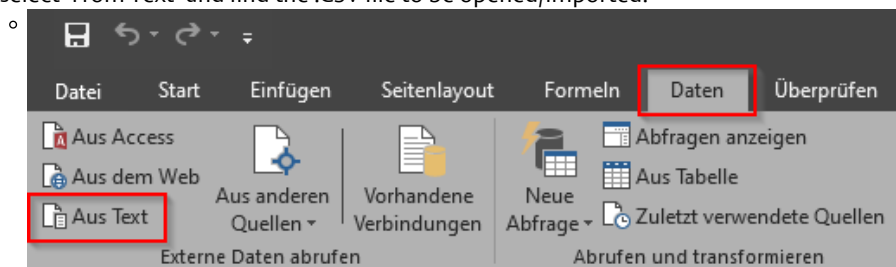 select "from Text" and find the .CSV file to be opened/imported.
Datei Start Einfügen Seitenlayout Formeln Daten Überprüfen
Aus Access
Aus dem Web
Aus Text
Aus anderen
Quellen
Vorhandene
Verbindungen
Externe Daten abrufen
Neue
Abfrage
Abfragen anzeigen
Aus Tabelle
Zuletzt verwendete Quellen
Abrufen und transformieren